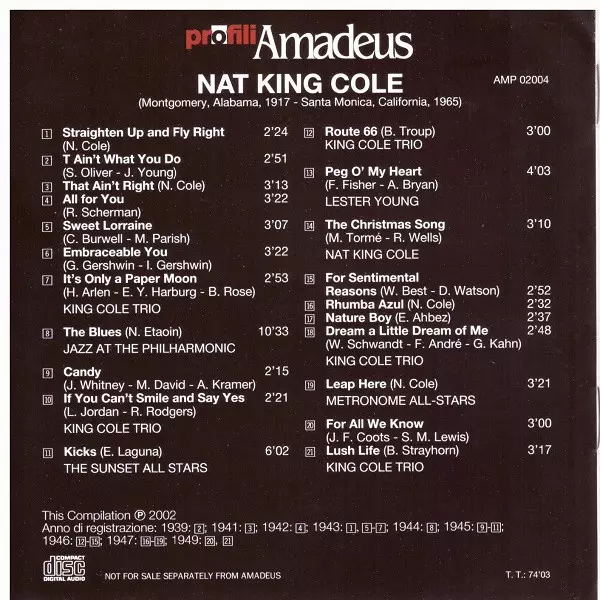 profili Amadeus
NAT KING COLE
AMP 02004
(Montgomery, Alabama, 1917 - Santa Monica, California, 1965)
1 Straighten Up and Fly Right 2'24
(N. Cole)
2 T Ain't What You Do 2'51
(S. Oliver - J. Young)
3 That Ain't Right (N. Cole) 3'13
4 All for You 3'22
(R. Scherman)
5 Sweet Lorraine 3'07
(C. Burwell - M. Parish)
6 Embraceable You 3'22
(G. Gershwin - I. Gershwin)
7 It's Only a Paper Moon 2'53
(H. Arlen - E. Y. Harburg - B. Rose)
KING COLE TRIO
8 The Blues (N. Etaoin) 10'33
JAZZ AT THE PHILARMONIC
9 Candy 2'15
(J. Whitney - M. David - A. Kramer)
10 If You Can't Smile and Say Yes 2'21
(L. Jordan - R. Rodgers)
KING COLE TRIO
11 Kicks (E. Laguna) 6'02
THE SUNSET ALL STARS
12 Route 66 (B. Troup) 3'00
KING COLE TRIO
13 Peg O' My Heart 4'03
(F. Fisher - A. Bryan)
LESTER YOUNG
14 The Christmas Song 3'10
(M. Tormé - R. Wells)
NAT KING COLE
15 For Sentimental
Reasons (W. Best - D. Watson) 2'52
16 Rhumba Azul (N. Cole) 2'32
17 Nature Boy (E. Ahbez) 2'37
18 Dream a Little Dream of Me 2'48
(W. Schwandt - F. André - G. Kahn)
KING COLE TRIO
19 Leap Here (N. Cole) 3'21
METRONOME ALL-STARS
20 For All We Know 3'00
(J. F. Coots - S. M. Lewis)
21 Lush Life (B. Strayhorn) 3'17
KING COLE TRIO
This Compilation ℗ 2002
Anno di registrazione: 1939: 2; 1941: 3; 1942: 4; 1943: 1, 5-7; 1944: 8; 1945: 9-11;
1946: 12-15; 1947: 16-19; 1949: 20, 21
COMPACT
disc
DIGITAL AUDIO
NOT FOR SALE SEPARATELY FROM AMADEUS
T. T.: 74'03